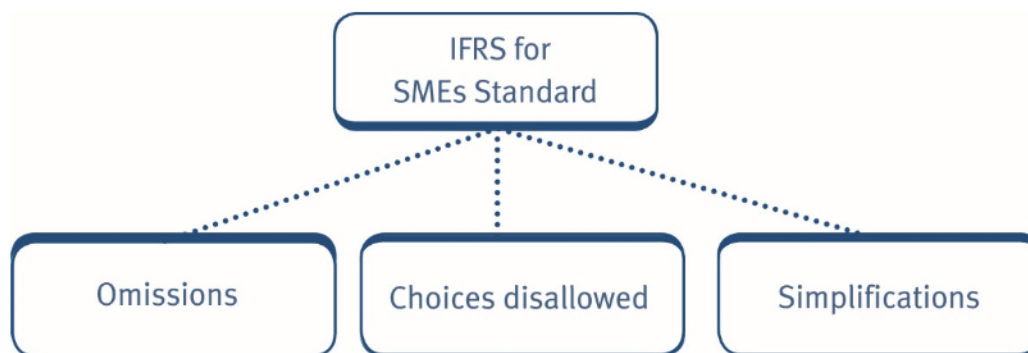 IFRS for
SMEs Standard
Omissions
Choices disallowed
Simplifications